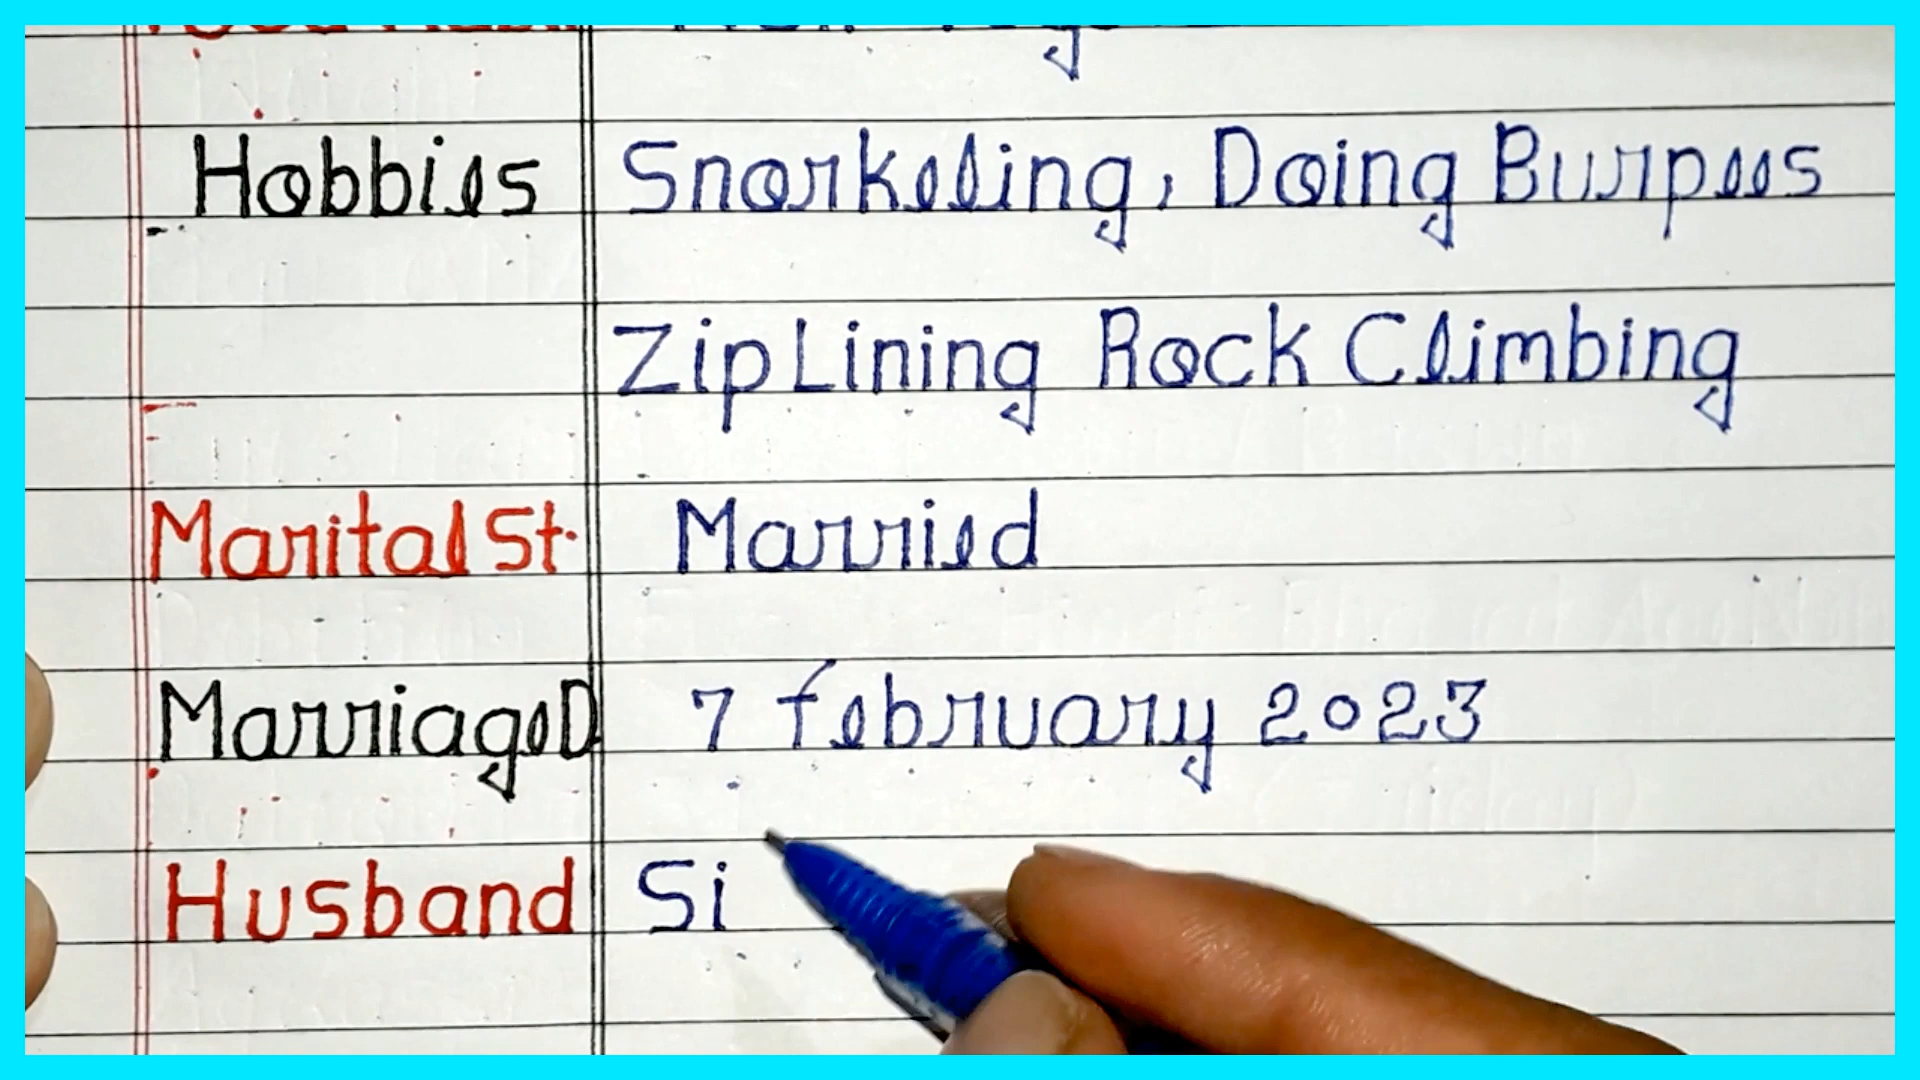 Hobbies Snorkeling, Doing Burpees
Zip Lining Rock Climbing
Marital St. Married
Marriage D 7 february 2023
Husband Si